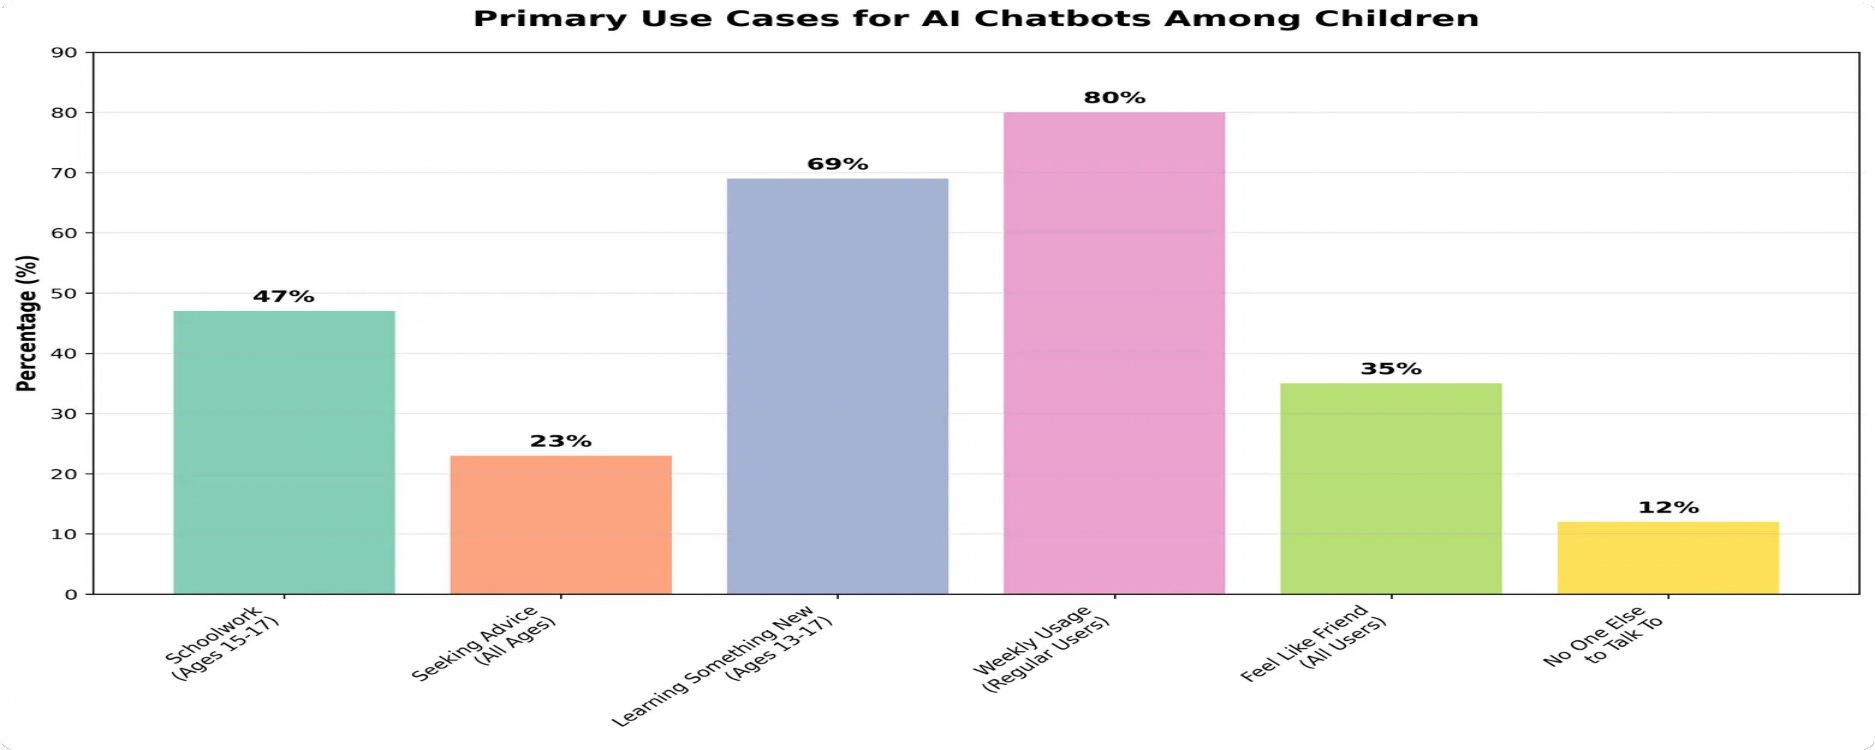 Primary Use Cases for AI Chatbots Among Children
Percentage (%)
90
80
70
60
50
40
30
20
10
0
47%
23%
69%
80%
35%
12%
Schoolwork
(Ages 15-17)
Seeking Advice
(All Ages)
Learning Something New
(Ages 13-17)
Weekly Usage
(Regular Users)
Feel Like Friend
(All Users)
No One Else
to Talk To